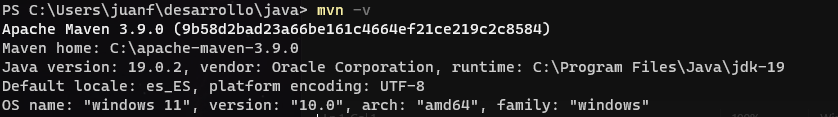 PS C:\Users\juanf\desarrollo\java> mvn -v
Apache Maven 3.9.0 (9b58d2bad23a66be161c4664ef21ce219c2c8584)
Maven home: C:\apache-maven-3.9.0
Java version: 19.0.2, vendor: Oracle Corporation, runtime: C:\Program Files\Java\jdk-19
Default locale: es_ES, platform encoding: UTF-8
OS name: "windows 11", version: "10.0", arch: "amd64", family: "windows"